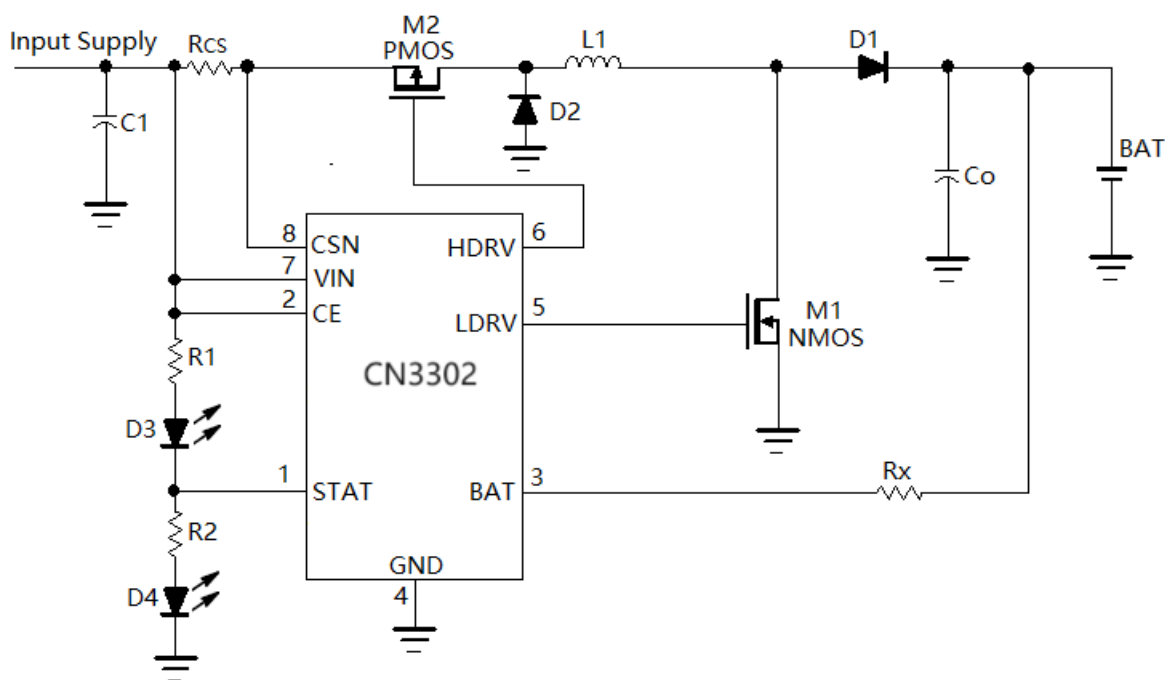 M2
PMOS
Input Supply
Rcs
L1
D1
C1
D2
BAT
Co
8
CSN
HDRV
6
7
VIN
2
CE
LDRV
5
M1
NMOS
R1
CN3302
D3
1
STAT
BAT
3
Rx
R2
GND
4
D4